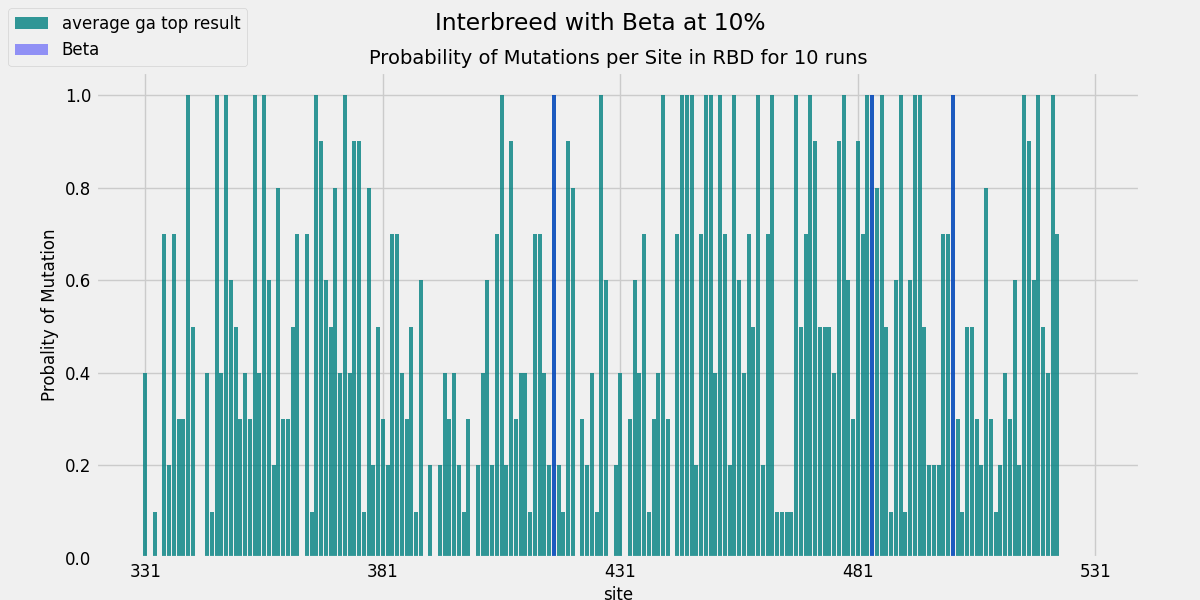 average ga top result
Beta
Interbreed with Beta at 10%
Probability of Mutations per Site in RBD for 10 runs
Probality of Mutation
1.0
0.8
0.6
0.4
0.2
0.0
331 381 431 481 531
site